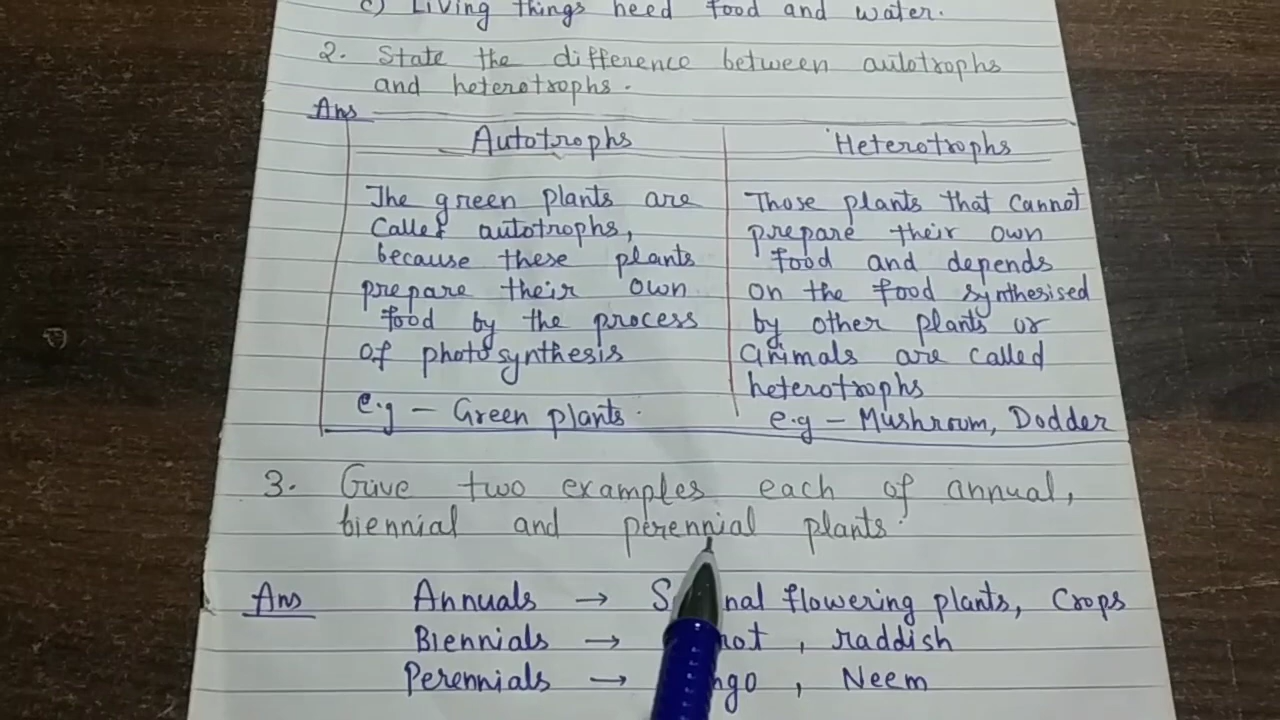 c) Living things need food and water.
2. State the difference between autotrophs
and heterotrophs.
Ans
Autotrophs
The green plants are
Called autotrophs,
because these plants
prepare their own
food by the process
of photosynthesis
e.g – Green plants.
Heterotrophs
Those plants that cannot
prepare their own
food and depends
on the food synthesised
by other plants or
animals are called
heterotrophs
e.g – Mushroom, Dodder
3. Give two examples each of annual,
biennial and perennial plants.
Ans Annuals → flowering plants, Crops
Biennials → , raddish
Perennials → , Neem